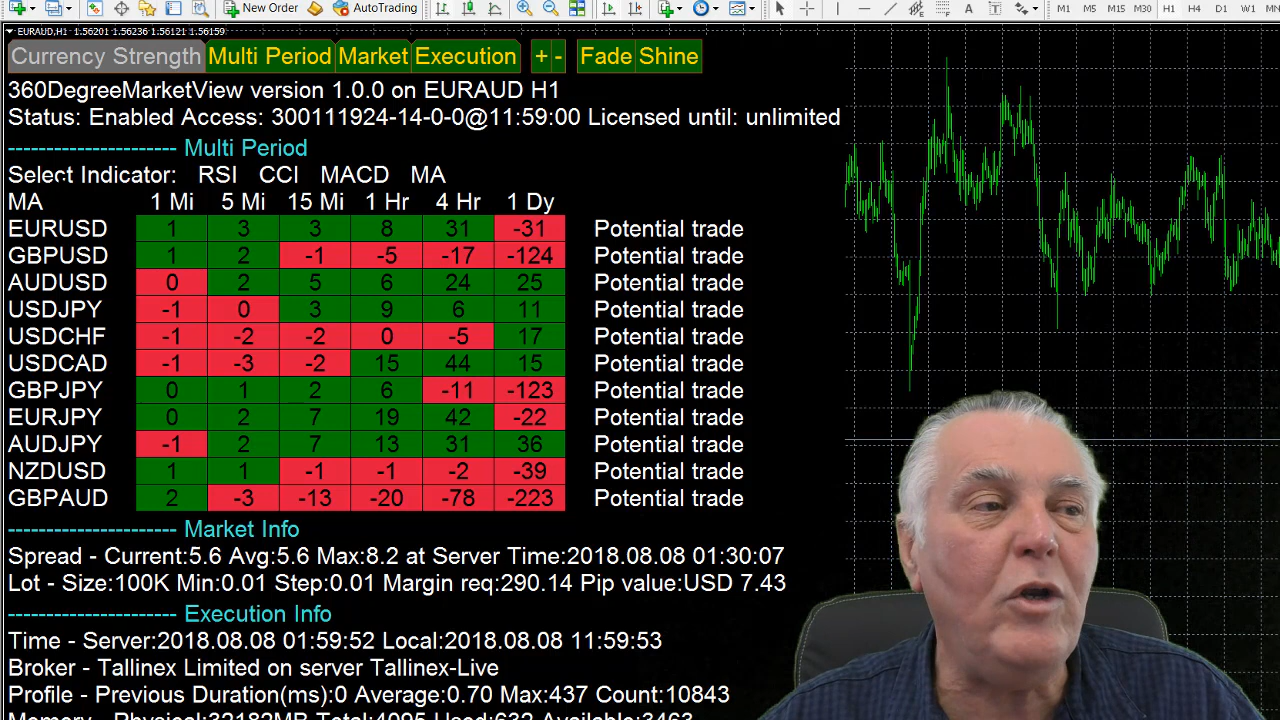 New Order AutoTrading M1 M5 M15 M30 H1 H4 D1 W1
EURAUD,H1 1.56201 1.56236 1.56121 1.56159
Currency Strength Multi Period Market Execution + - Fade Shine
360DegreeMarketView version 1.0.0 on EURAUD H1
Status: Enabled Access: 300111924-14-0-0@11:59:00 Licensed until: unlimited
---------------------- Multi Period
Select Indicator: RSI CCI MACD MA
MA 1 Mi 5 Mi 15 Mi 1 Hr 4 Hr 1 Dy
EURUSD 1 3 3 8 31 -31 Potential trade
GBPUSD 1 2 -1 -5 -17 -124 Potential trade
AUDUSD 0 2 5 6 24 25 Potential trade
USDJPY -1 0 3 9 6 11 Potential trade
USDCHF -1 -2 -2 0 -5 17 Potential trade
USDCAD -1 -3 -2 15 44 15 Potential trade
GBPJPY 0 1 2 6 -11 -123 Potential trade
EURJPY 0 2 7 19 42 -22 Potential trade
AUDJPY -1 2 7 13 31 36 Potential trade
NZDUSD 1 1 -1 -1 -2 -39 Potential trade
GBPAUD 2 -3 -13 -20 -78 -223 Potential trade
---------------------- Market Info
Spread - Current:5.6 Avg:5.6 Max:8.2 at Server Time:2018.08.08 01:30:07
Lot - Size:100K Min:0.01 Step:0.01 Margin req:290.14 Pip value:USD 7.43
---------------------- Execution Info
Time - Server:2018.08.08 01:59:52 Local:2018.08.08 11:59:53
Broker - Tallinex Limited on server Tallinex-Live
Profile - Previous Duration(ms):0 Average:0.70 Max:437 Count:10843
Memory - Physical:32182MB Total:4095 Used:632 Available:3463